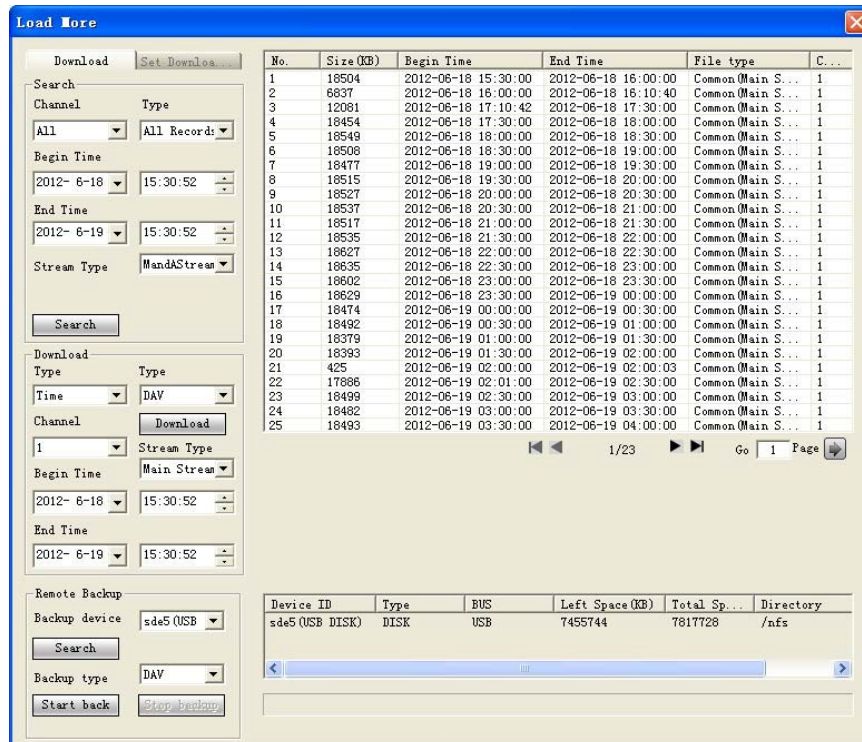 Load More
Download Set Downloa...
Search
Channel Type
All All Records
Begin Time
2012- 6-18 15:30:52
End Time
2012- 6-19 15:30:52
Stream Type MandAStream
Search
Download
Type Type
Time DAV
Channel Download
1 Stream Type
Begin Time Main Stream
2012- 6-18 15:30:52
End Time
2012- 6-19 15:30:52
Remote Backup
Backup device sde5(USB
Search
Backup type DAV
Start back Stop backup
No. Size(KB) Begin Time End Time File type C...
1 18504 2012-06-18 15:30:00 2012-06-18 16:00:00 Common(Main S... 1
2 6837 2012-06-18 16:00:00 2012-06-18 16:10:40 Common(Main S... 1
3 12081 2012-06-18 17:10:42 2012-06-18 17:30:00 Common(Main S... 1
4 18454 2012-06-18 17:30:00 2012-06-18 18:00:00 Common(Main S... 1
5 18549 2012-06-18 18:00:00 2012-06-18 18:30:00 Common(Main S... 1
6 18508 2012-06-18 18:30:00 2012-06-18 19:00:00 Common(Main S... 1
7 18477 2012-06-18 19:00:00 2012-06-18 19:30:00 Common(Main S... 1
8 18515 2012-06-18 19:30:00 2012-06-18 20:00:00 Common(Main S... 1
9 18527 2012-06-18 20:00:00 2012-06-18 20:30:00 Common(Main S... 1
10 18537 2012-06-18 20:30:00 2012-06-18 21:00:00 Common(Main S... 1
11 18517 2012-06-18 21:00:00 2012-06-18 21:30:00 Common(Main S... 1
12 18535 2012-06-18 21:30:00 2012-06-18 22:00:00 Common(Main S... 1
13 18627 2012-06-18 22:00:00 2012-06-18 22:30:00 Common(Main S... 1
14 18635 2012-06-18 22:30:00 2012-06-18 23:00:00 Common(Main S... 1
15 18602 2012-06-18 23:00:00 2012-06-18 23:30:00 Common(Main S... 1
16 18629 2012-06-18 23:30:00 2012-06-19 00:00:00 Common(Main S... 1
17 18474 2012-06-19 00:00:00 2012-06-19 00:30:00 Common(Main S... 1
18 18492 2012-06-19 00:30:00 2012-06-19 01:00:00 Common(Main S... 1
19 18379 2012-06-19 01:00:00 2012-06-19 01:30:00 Common(Main S... 1
20 18393 2012-06-19 01:30:00 2012-06-19 02:00:00 Common(Main S... 1
21 425 2012-06-19 02:00:00 2012-06-19 02:00:03 Common(Main S... 1
22 17886 2012-06-19 02:01:00 2012-06-19 02:30:00 Common(Main S... 1
23 18499 2012-06-19 02:30:00 2012-06-19 03:00:00 Common(Main S... 1
24 18482 2012-06-19 03:00:00 2012-06-19 03:30:00 Common(Main S... 1
25 18493 2012-06-19 03:30:00 2012-06-19 04:00:00 Common(Main S... 1
1/23 Go 1 Page
Device ID Type BUS Left Space(KB) Total Sp... Directory
sde5(USB DISK) DISK USB 7455744 7817728 /nfs